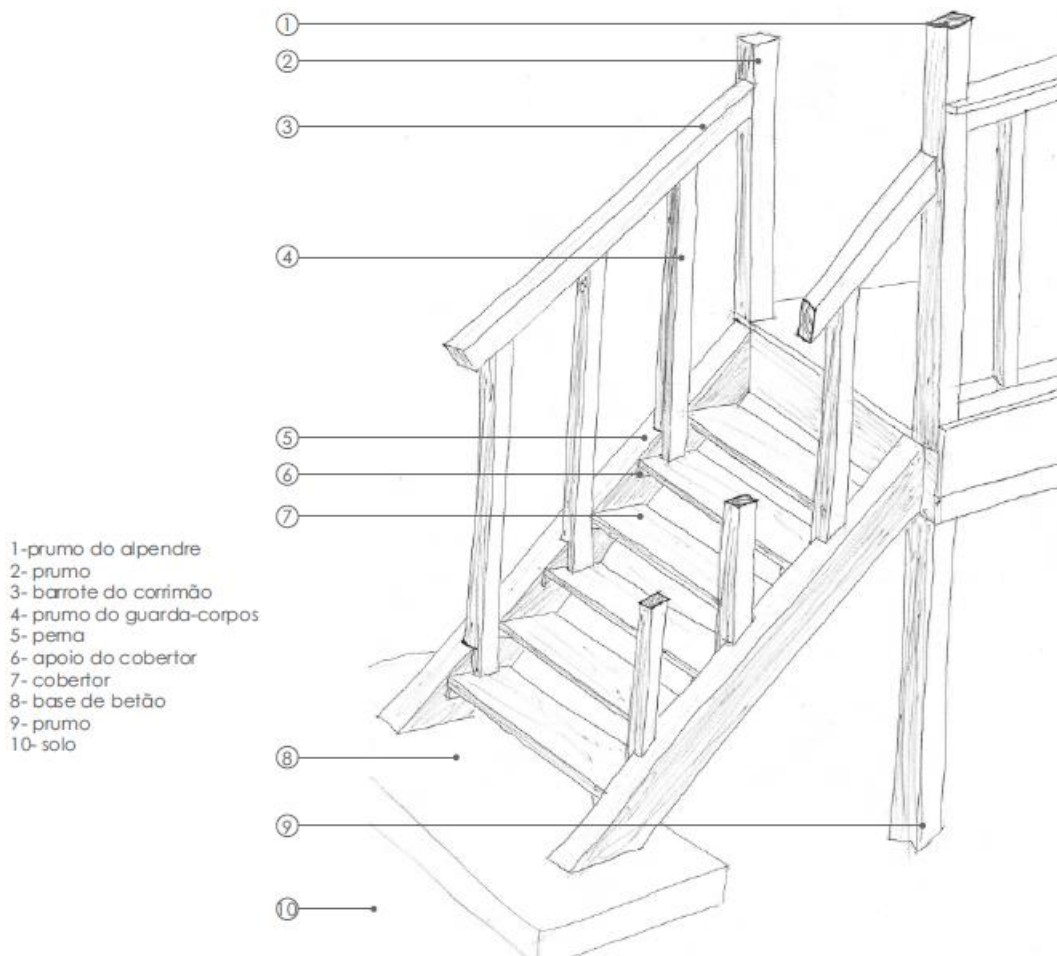 1
2
3
4
5
6
7
8
9
10
1-prumo do alpendre
2- prumo
3- barrote do corrimão
4- prumo do guarda-corpos
5- perna
6- apoio do cobertor
7- cobertor
8- base de betão
9- prumo
10- solo